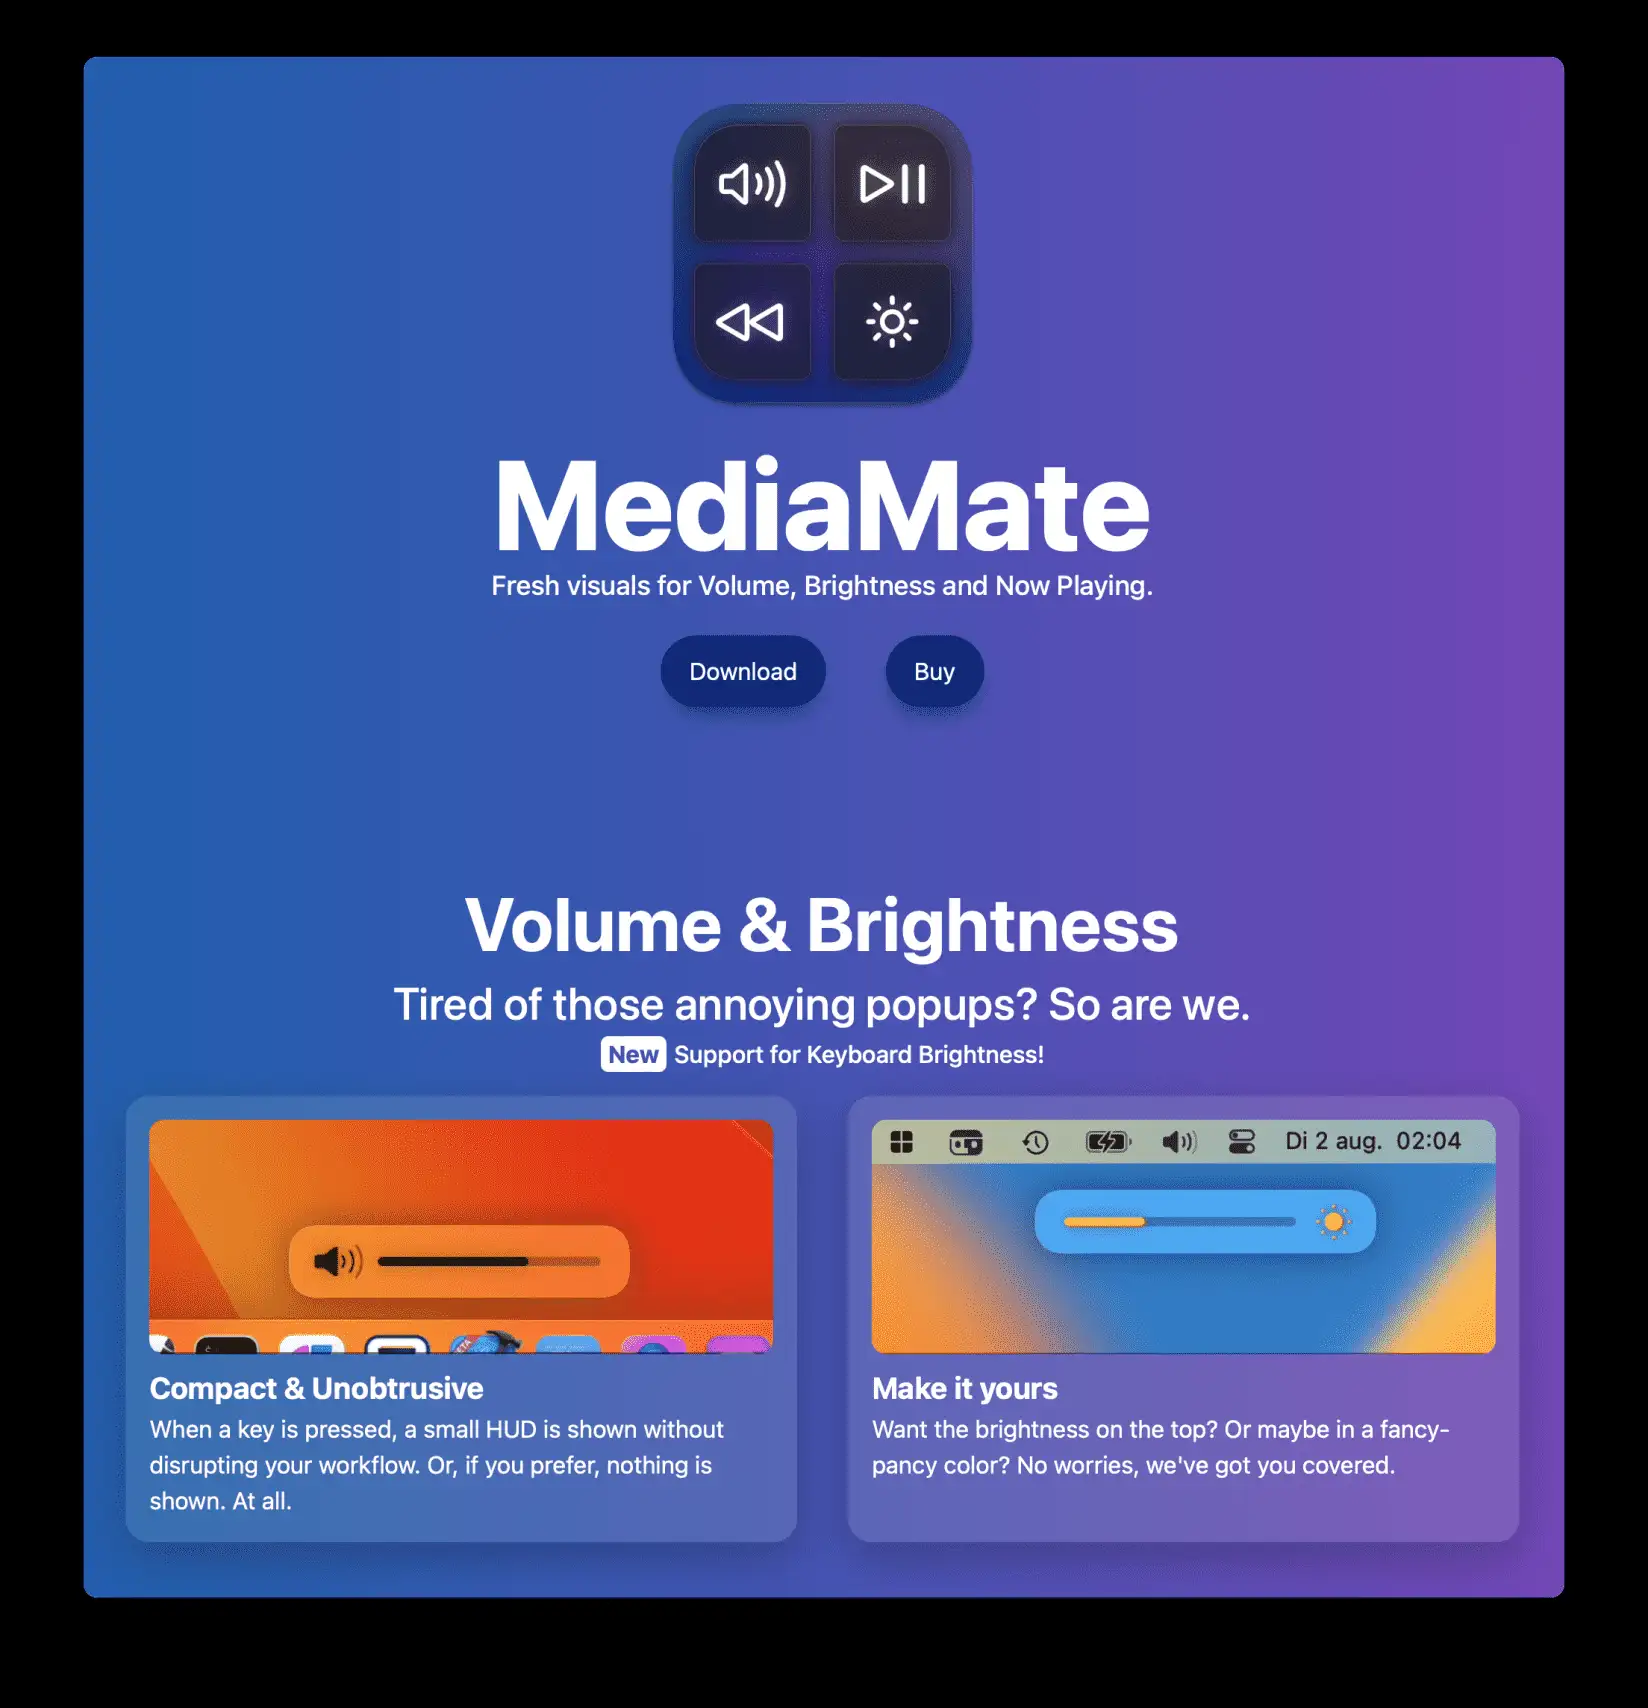 MediaMate
Fresh visuals for Volume, Brightness and Now Playing.
Download
Buy
Volume & Brightness
Tired of those annoying popups? So are we.
New Support for Keyboard Brightness!
Compact & Unobtrusive
When a key is pressed, a small HUD is shown without
disrupting your workflow. Or, if you prefer, nothing is
shown. At all.
Di 2 aug. 02:04
Make it yours
Want the brightness on the top? Or maybe in a fancy-
pancy color? No worries, we've got you covered.